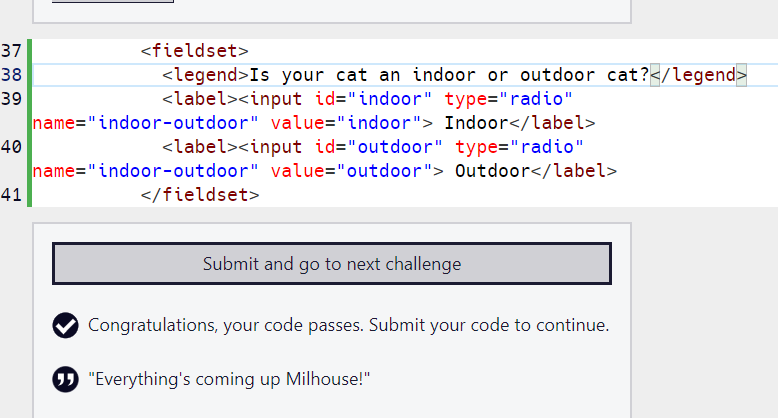 37 <fieldset>
38 <legend>Is your cat an indoor or outdoor cat?</legend>
39 <label><input id="indoor" type="radio"
name="indoor-outdoor" value="indoor"> Indoor</label>
40 <label><input id="outdoor" type="radio"
name="indoor-outdoor" value="outdoor"> Outdoor</label>
41 </fieldset>
Submit and go to next challenge
Congratulations, your code passes. Submit your code to continue.
"Everything's coming up Milhouse!"